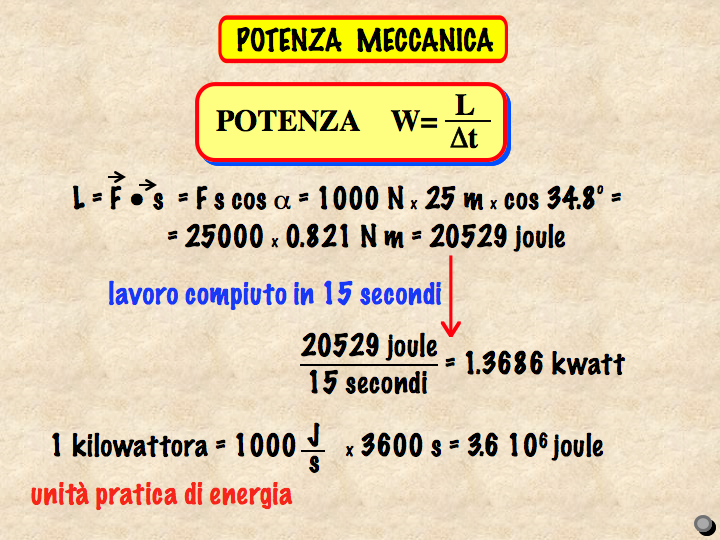 POTENZA MECCANICA
POTENZA W= L / Δt
L = F • s = F s cos α = 1000 N x 25 m x cos 34.8° =
= 25000 x 0.821 N m = 20529 joule
lavoro compiuto in 15 secondi
20529 joule / 15 secondi = 1.3686 kwatt
1 kilowattora = 1000 J / s x 3600 s = 3.6 10⁶ joule
unità pratica di energia